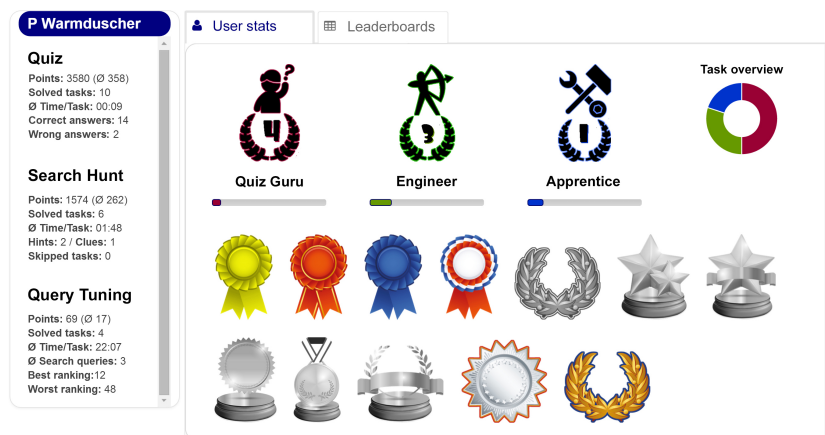 P Warmduscher
Quiz
Points: 3580 (Ø 358)
Solved tasks: 10
Ø Time/Task: 00:09
Correct answers: 14
Wrong answers: 2
Search Hunt
Points: 1574 (Ø 262)
Solved tasks: 6
Ø Time/Task: 01:48
Hints: 2 / Clues: 1
Skipped tasks: 0
Query Tuning
Points: 69 (Ø 17)
Solved tasks: 4
Ø Time/Task: 22:07
Ø Search queries: 3
Best ranking:12
Worst ranking: 48
User stats
Leaderboards
?
4
3
1
Quiz Guru
Engineer
Apprentice
Task overview